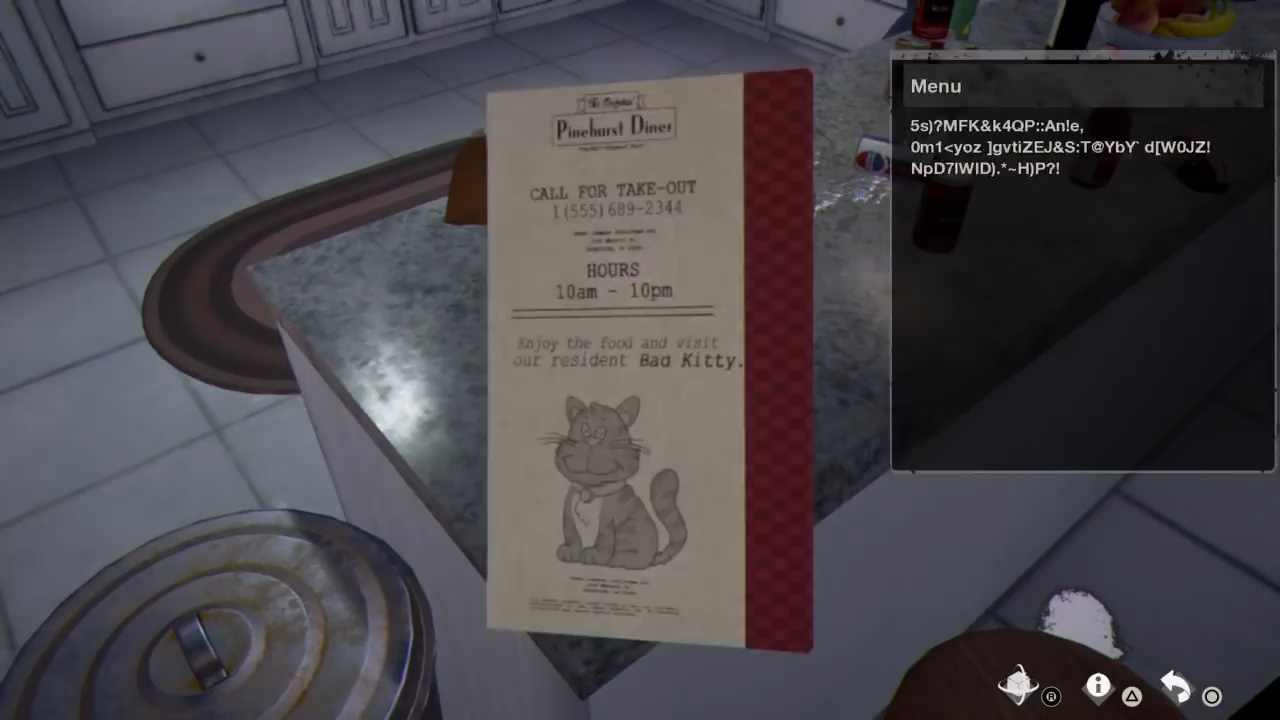 The Original
Pinehurst Diner
CALL FOR TAKE-OUT
1(555)689-2344
HOURS
10am - 10pm
Enjoy the food and visit
our resident Bad Kitty.
Menu
5s)?MFK&k4QP::An!e,
0m1<yoz ]gvtiZEJ&S:T@YbY` d[W0JZ!
NpD7IWID).*~H)P?!
R